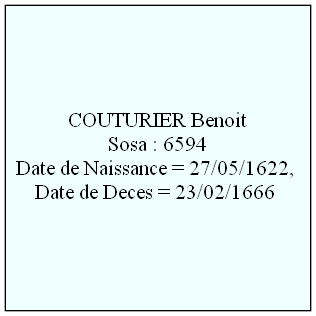 COUTURIER Benoit
Sosa : 6594
Date de Naissance = 27/05/1622,
Date de Deces = 23/02/1666